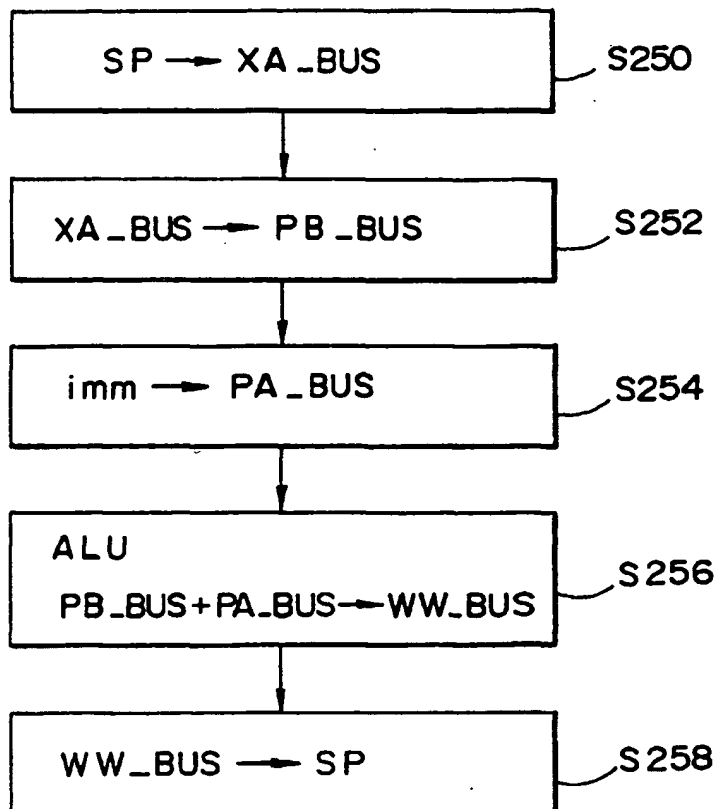 SP → XA_BUS
S250
XA_BUS → PB_BUS
S252
imm → PA_BUS
S254
ALU
PB_BUS+PA_BUS→WW_BUS
S256
WW_BUS → SP
S258